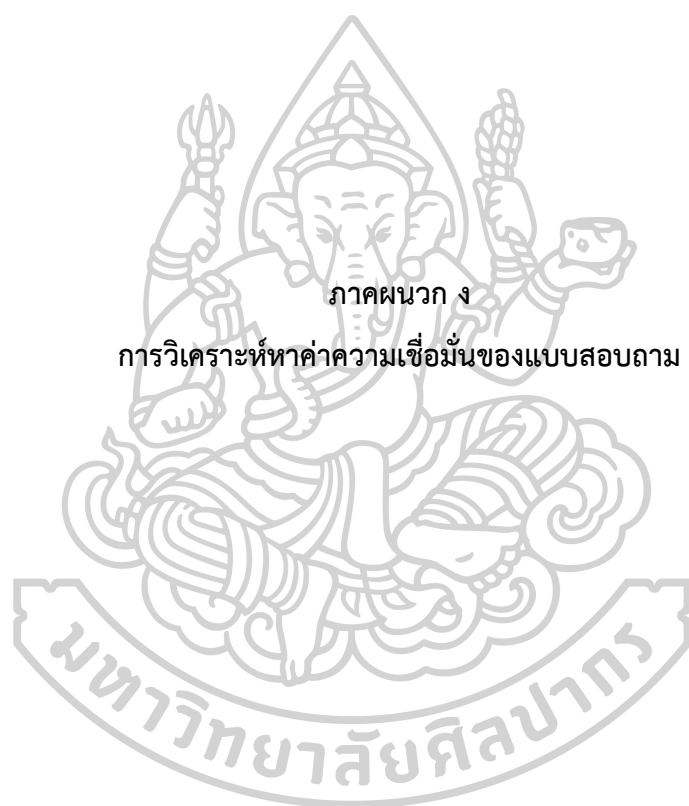 ภาคผนวก ง
การวิเคราะห์หาค่าความเชื่อมั่นของแบบสอบถาม
มหาวิทยาลัยศิลปากร